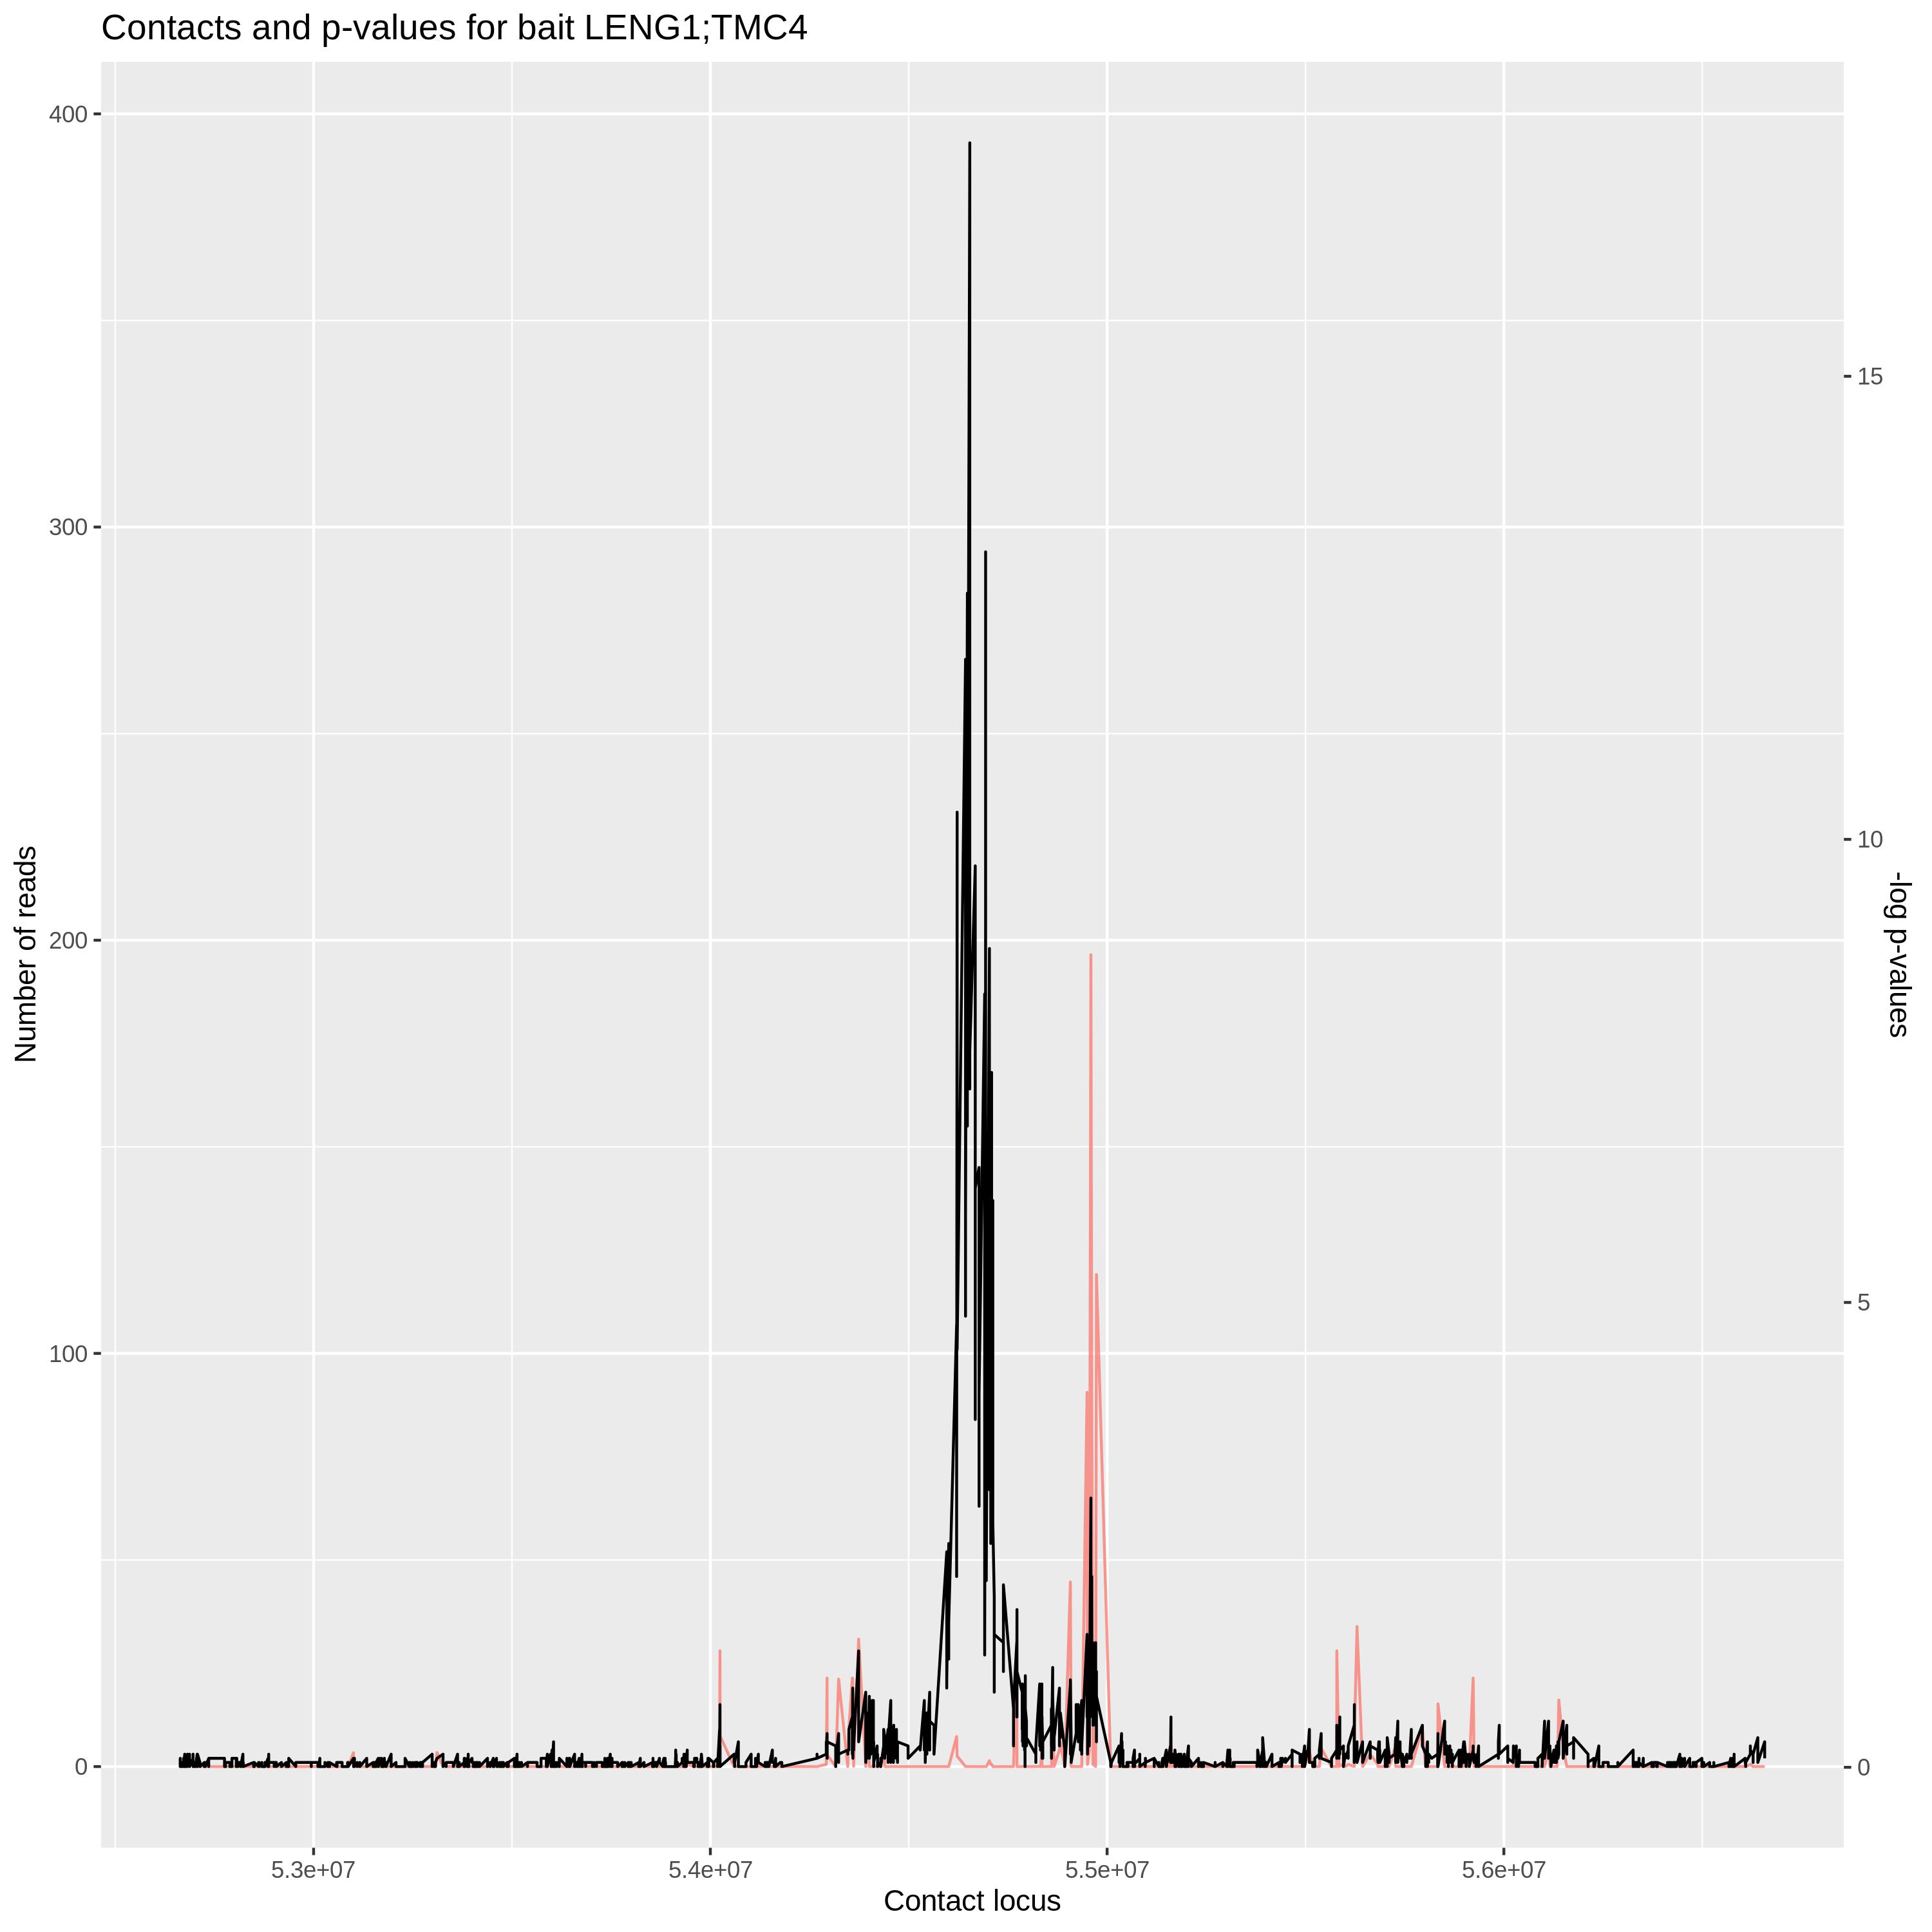 Contacts and p-values for bait LENG1;TMC4
400
300
200
100
0
Number of reads
15
10
5
0
-log p-values
5.3e+07
5.4e+07
5.5e+07
5.6e+07
Contact locus